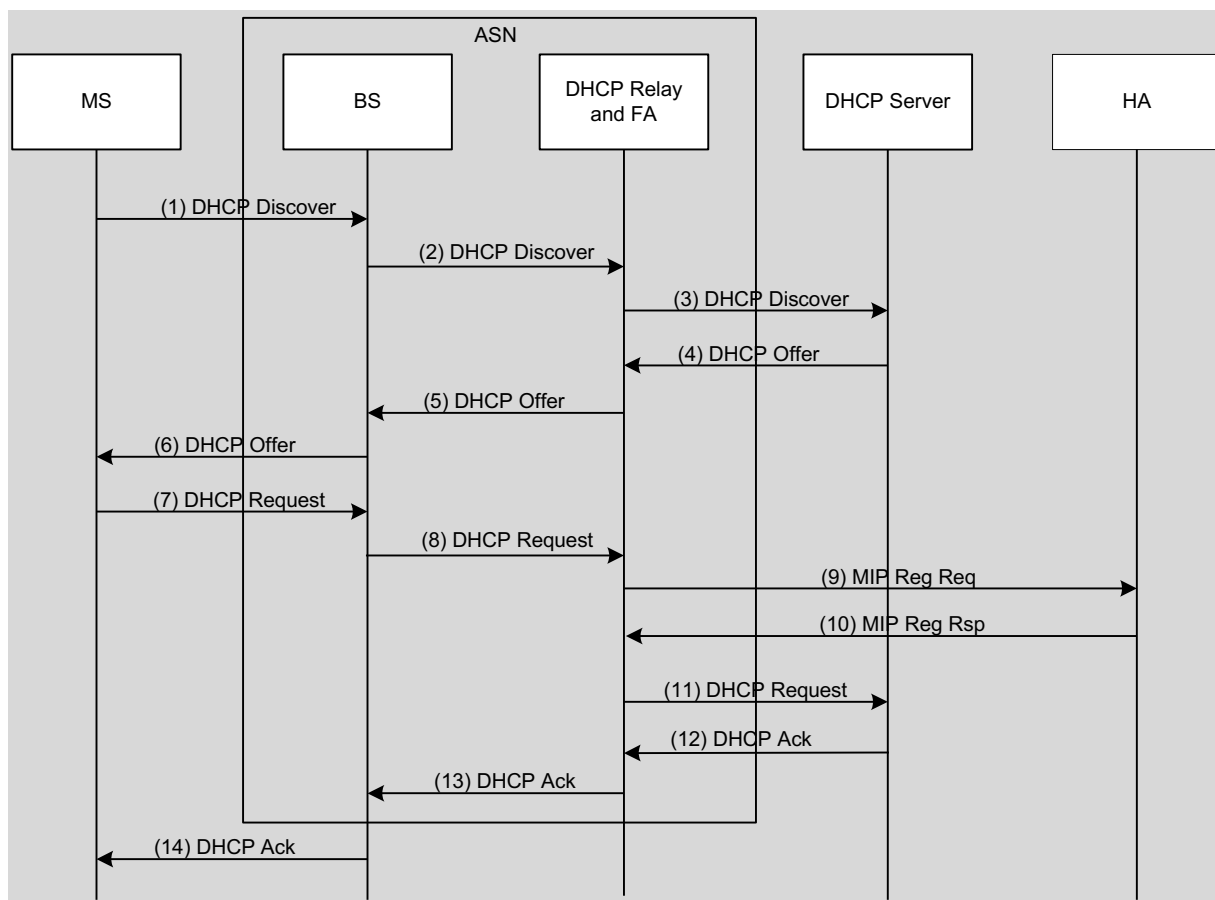 ASN
MS
BS
DHCP Relay
and FA
DHCP Server
HA
(1) DHCP Discover
(2) DHCP Discover
(3) DHCP Discover
(4) DHCP Offer
(5) DHCP Offer
(6) DHCP Offer
(7) DHCP Request
(8) DHCP Request
(9) MIP Reg Req
(10) MIP Reg Rsp
(11) DHCP Request
(12) DHCP Ack
(13) DHCP Ack
(14) DHCP Ack